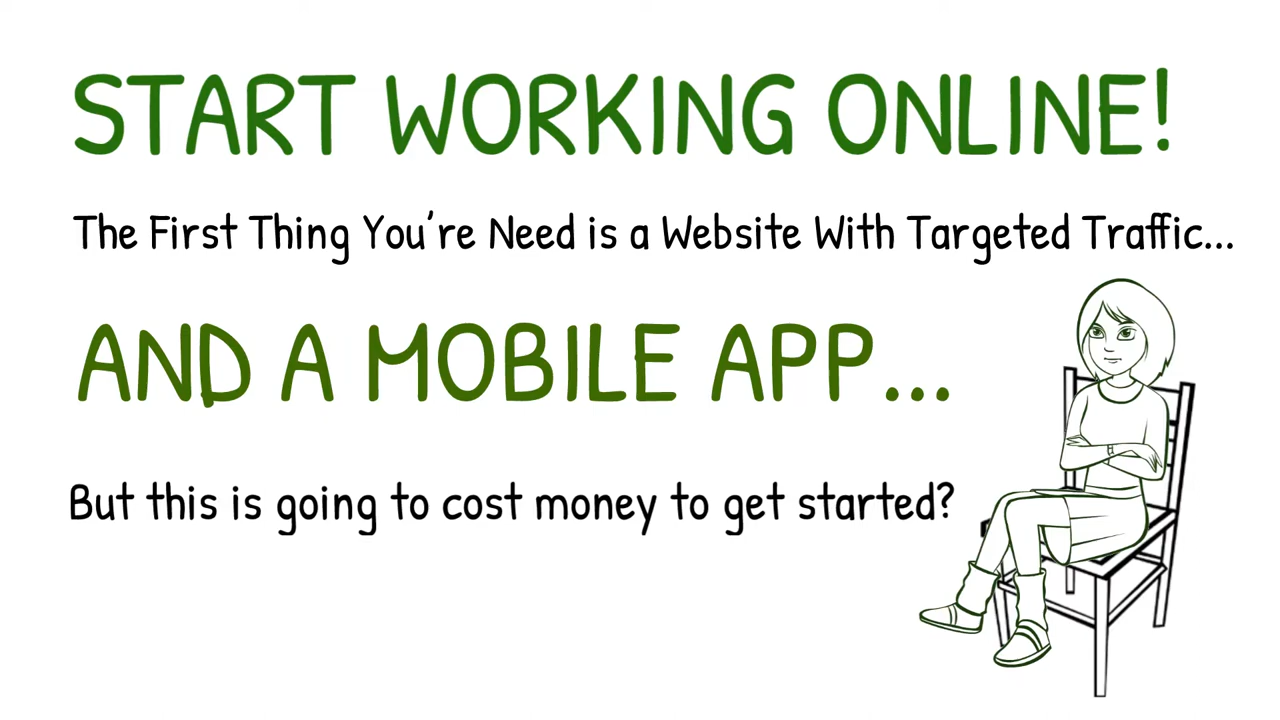 START WORKING ONLINE!
The First Thing You're Need is a Website With Targeted Traffic...
AND A MOBILE APP...
But this is going to cost money to get started?